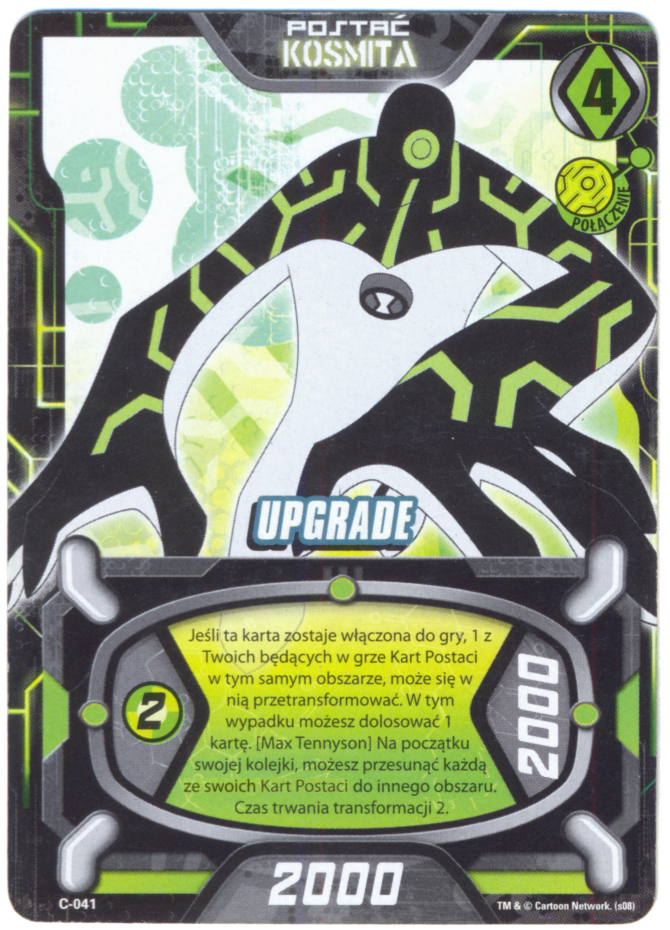 POSTAĆ
KOSMITA
4
POŁĄCZENIE
UPGRADE
Jeśli ta karta zostaje włączona do gry, 1 z
Twoich będących w grze Kart Postaci
w tym samym obszarze, może się w
nią przetransformować. W tym
wypadku możesz dolosować 1
kartę. [Max Tennyson] Na początku
swojej kolejki, możesz przesunąć każdą
ze swoich Kart Postaci do innego obszaru.
Czas trwania transformacji 2.
2
2000
2000
C-041
TM & © Cartoon Network. (s08)